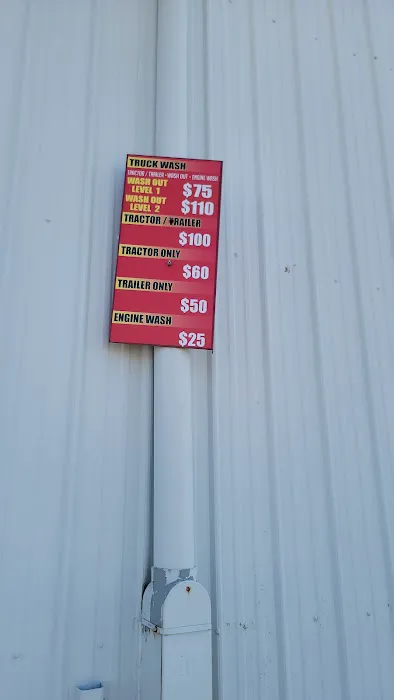 TRUCK WASH
TRACTOR / TRAILER - WASH OUT - ENGINE WASH
WASH OUT
LEVEL 1 $75
WASH OUT
LEVEL 2 $110
TRACTOR / TRAILER
$100
TRACTOR ONLY
$60
TRAILER ONLY
$50
ENGINE WASH
$25